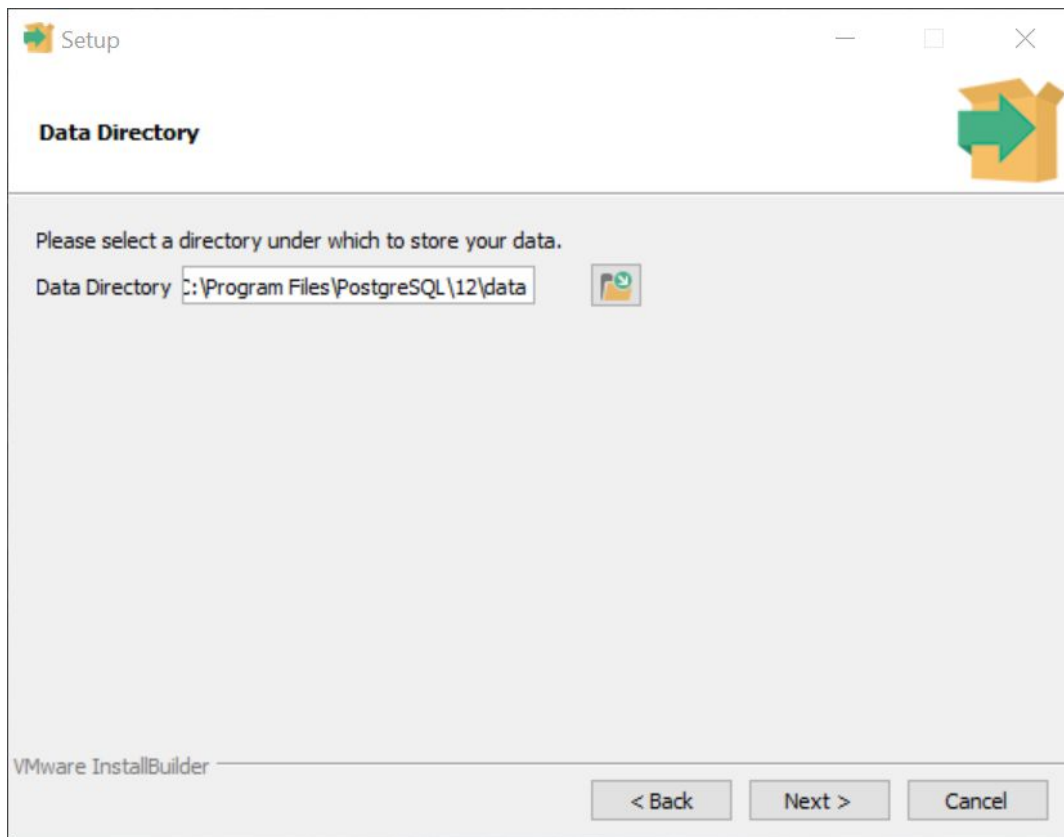 Setup
Data Directory
Please select a directory under which to store your data.
Data Directory C:\Program Files\PostgreSQL\12\data
VMware InstallBuilder
< Back Next > Cancel